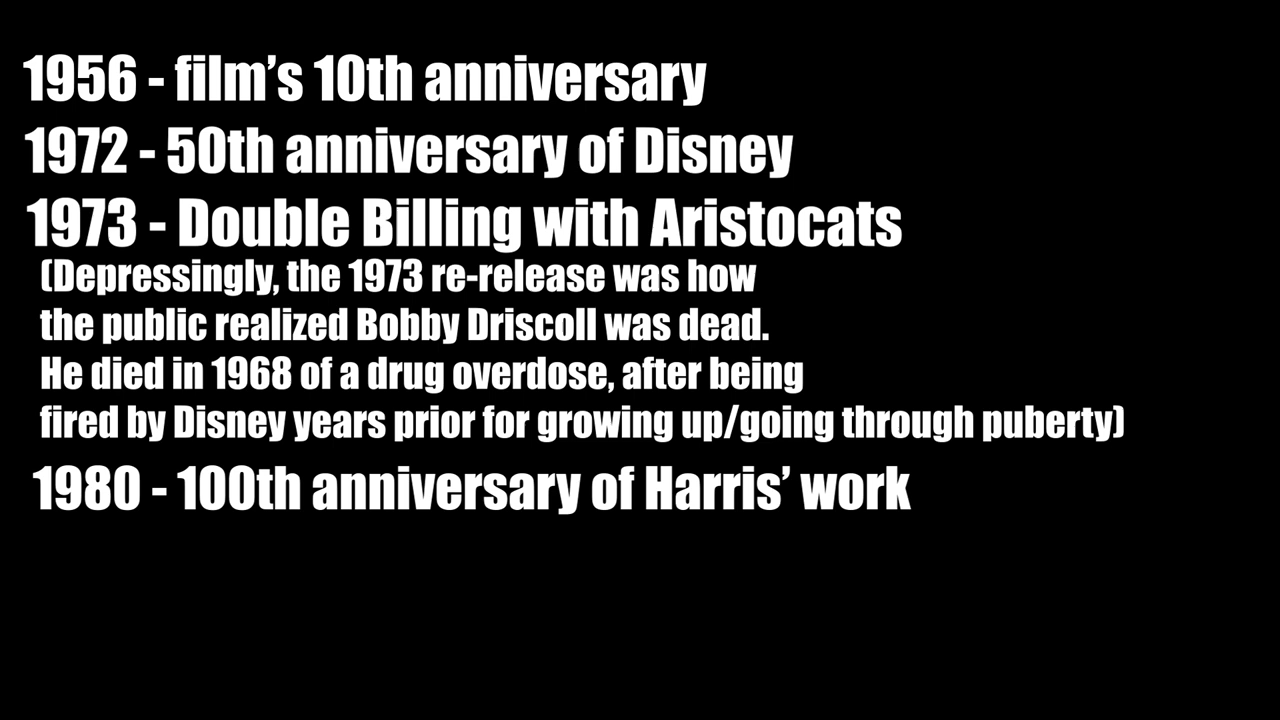 1956 - film’s 10th anniversary
1972 - 50th anniversary of Disney
1973 - Double Billing with Aristocats
(Depressingly, the 1973 re-release was how
the public realized Bobby Driscoll was dead.
He died in 1968 of a drug overdose, after being
fired by Disney years prior for growing up/going through puberty)
1980 - 100th anniversary of Harris’ work